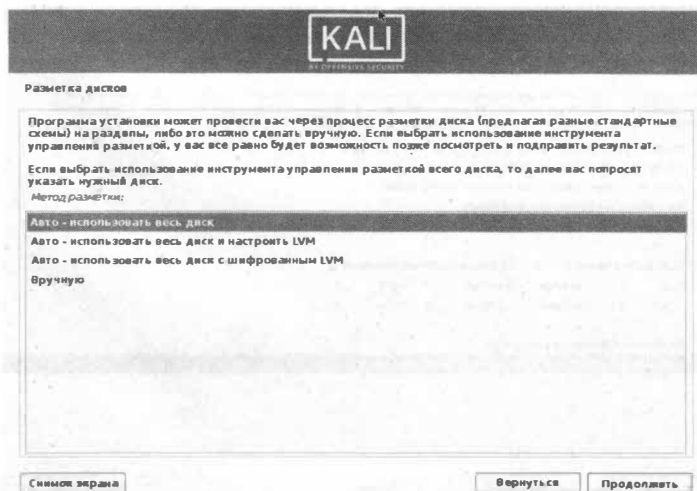 KALI
BY OFFENSIVE SECURITY
Разметка дисков
Программа установки может провести вас через процесс разметки диска (предлагая разные стандартные
схемы) на разделы, либо это можно сделать вручную. Если выбрать использование инструмента
управления разметкой, у вас все равно будет возможность позже посмотреть и подправить результат.
Если выбрать использование инструмента управления разметкой всего диска, то далее вас попросят
указать нужный диск.
Метод разметки:
Авто - использовать весь диск
Авто - использовать весь диск и настроить LVM
Авто - использовать весь диск с шифрованным LVM
Вручную
Снимок экрана
Вернуться
Продолжить